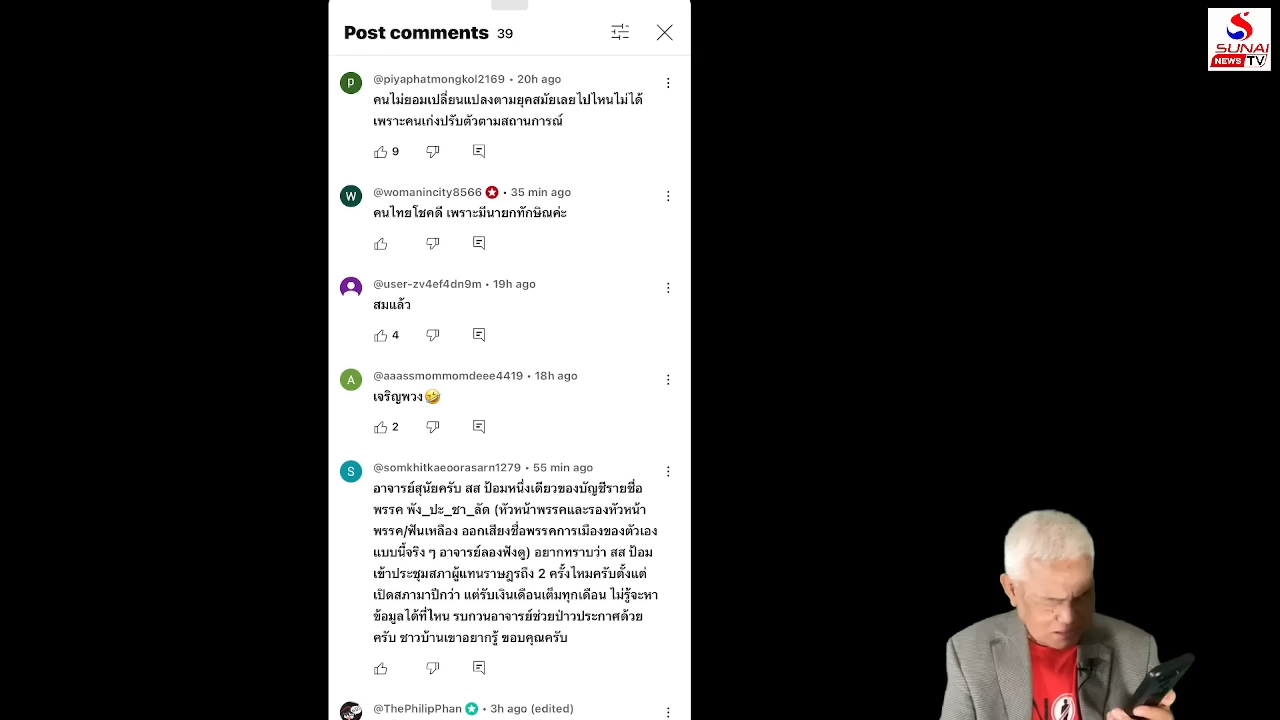 Post comments 39
SUNAI
NEWS TV
P
@piyaphatmongkol2169 • 20h ago
คนไม่ยอมเปลี่ยนแปลงตามยุคสมัยเลยไปไหนไม่ได้
เพราะคนเก่งปรับตัวตามสถานการณ์
9
W
@womanincity8566 • 35 min ago
คนไทยโชคดี เพราะมีนายกทักษิณค่ะ
@user-zv4ef4dn9m • 19h ago
สมแล้ว
4
A
@aaassmommomdeee4419 • 18h ago
เจริญพวง🤣
2
S
@somkhitkaeoorasarn1279 • 55 min ago
อาจารย์สุนัยครับ สส ป้อมหนึ่งเดียวของบัญชีรายชื่อ
พรรค พัง_ปะ_ชา_ลัด (หัวหน้าพรรคและรองหัวหน้า
พรรค/ฟันเหลือง ออกเสียงชื่อพรรคการเมืองของตัวเอง
แบบนี้จริง ๆ อาจารย์ลองฟังดู) อยากทราบว่า สส ป้อม
เข้าประชุมสภาผู้แทนราษฎรถึง 2 ครั้งไหมครับตั้งแต่
เปิดสภามาปีกว่า แต่รับเงินเดือนเต็มทุกเดือน ไม่รู้จะหา
ข้อมูลได้ที่ไหน รบกวนอาจารย์ช่วยป่าวประกาศด้วย
ครับ ชาวบ้านเขาอยากรู้ ขอบคุณครับ
@ThePhilipPhan • 3h ago (edited)